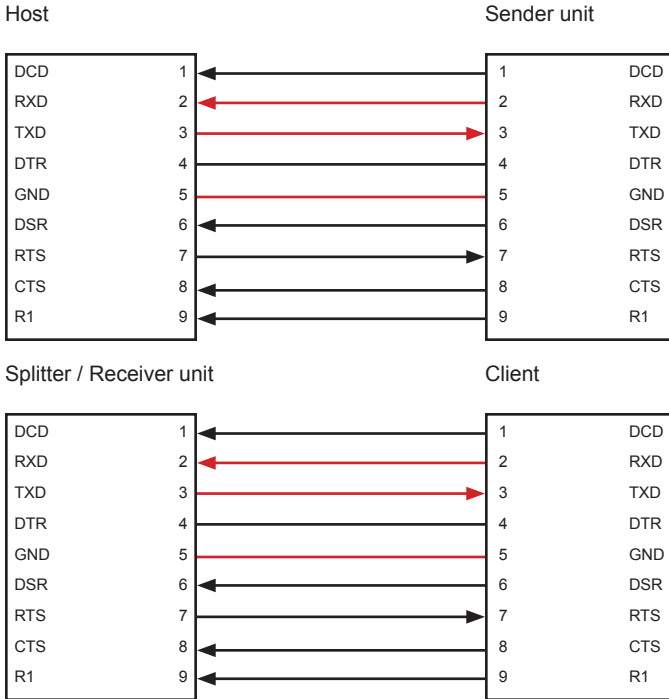 Host Sender unit
DCD 1 1 DCD
RXD 2 2 RXD
TXD 3 3 TXD
DTR 4 4 DTR
GND 5 5 GND
DSR 6 6 DSR
RTS 7 7 RTS
CTS 8 8 CTS
R1 9 9 R1
Splitter / Receiver unit Client
DCD 1 1 DCD
RXD 2 2 RXD
TXD 3 3 TXD
DTR 4 4 DTR
GND 5 5 GND
DSR 6 6 DSR
RTS 7 7 RTS
CTS 8 8 CTS
R1 9 9 R1